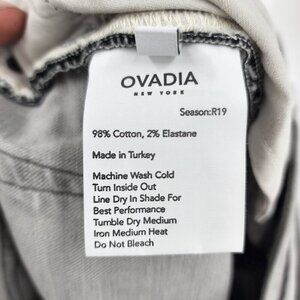 OVADIA
NEW YORK
Season:R19
98% Cotton, 2% Elastane
Made in Turkey
Machine Wash Cold
Turn Inside Out
Line Dry In Shade For
Best Performance
Tumble Dry Medium
Iron Medium Heat
Do Not Bleach